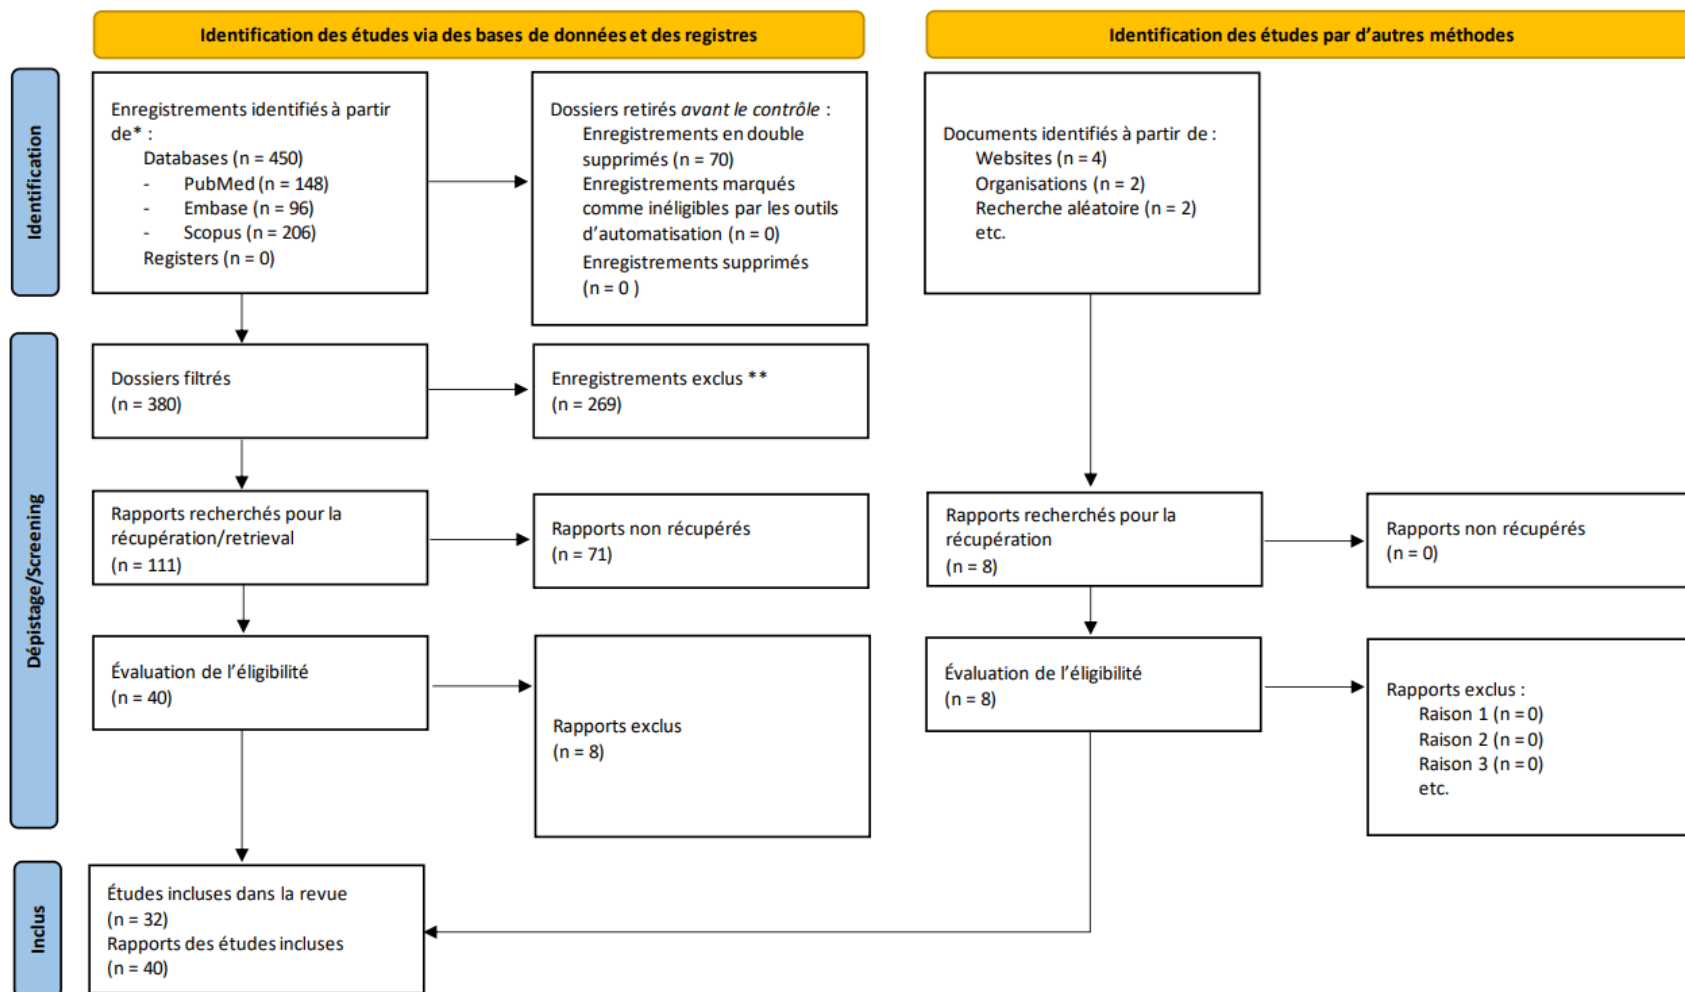 Identification des études via des bases de données et des registres
Identification des études par d'autres méthodes
Identification
Enregistrements identifiés à partir
de* :
Databases (n = 450)
- PubMed (n = 148)
- Embase (n = 96)
- Scopus (n = 206)
Registers (n = 0)
Dossiers retirés avant le contrôle :
Enregistrements en double
supprimés (n = 70)
Enregistrements marqués
comme inéligibles par les outils
d'automatisation (n = 0)
Enregistrements supprimés
(n = 0 )
Documents identifiés à partir de :
Websites (n = 4)
Organisations (n = 2)
Recherche aléatoire (n = 2)
etc.
Dépistage/Screening
Dossiers filtrés
(n = 380)
Enregistrements exclus **
(n = 269)
Rapports recherchés pour la
récupération/retrieval
(n = 111)
Rapports non récupérés
(n = 71)
Rapports recherchés pour la
récupération
(n = 8)
Rapports non récupérés
(n = 0)
Évaluation de l'éligibilité
(n = 40)
Rapports exclus
(n = 8)
Évaluation de l'éligibilité
(n = 8)
Rapports exclus :
Raison 1 (n = 0)
Raison 2 (n = 0)
Raison 3 (n = 0)
etc.
Inclus
Études incluses dans la revue
(n = 32)
Rapports des études incluses
(n = 40)